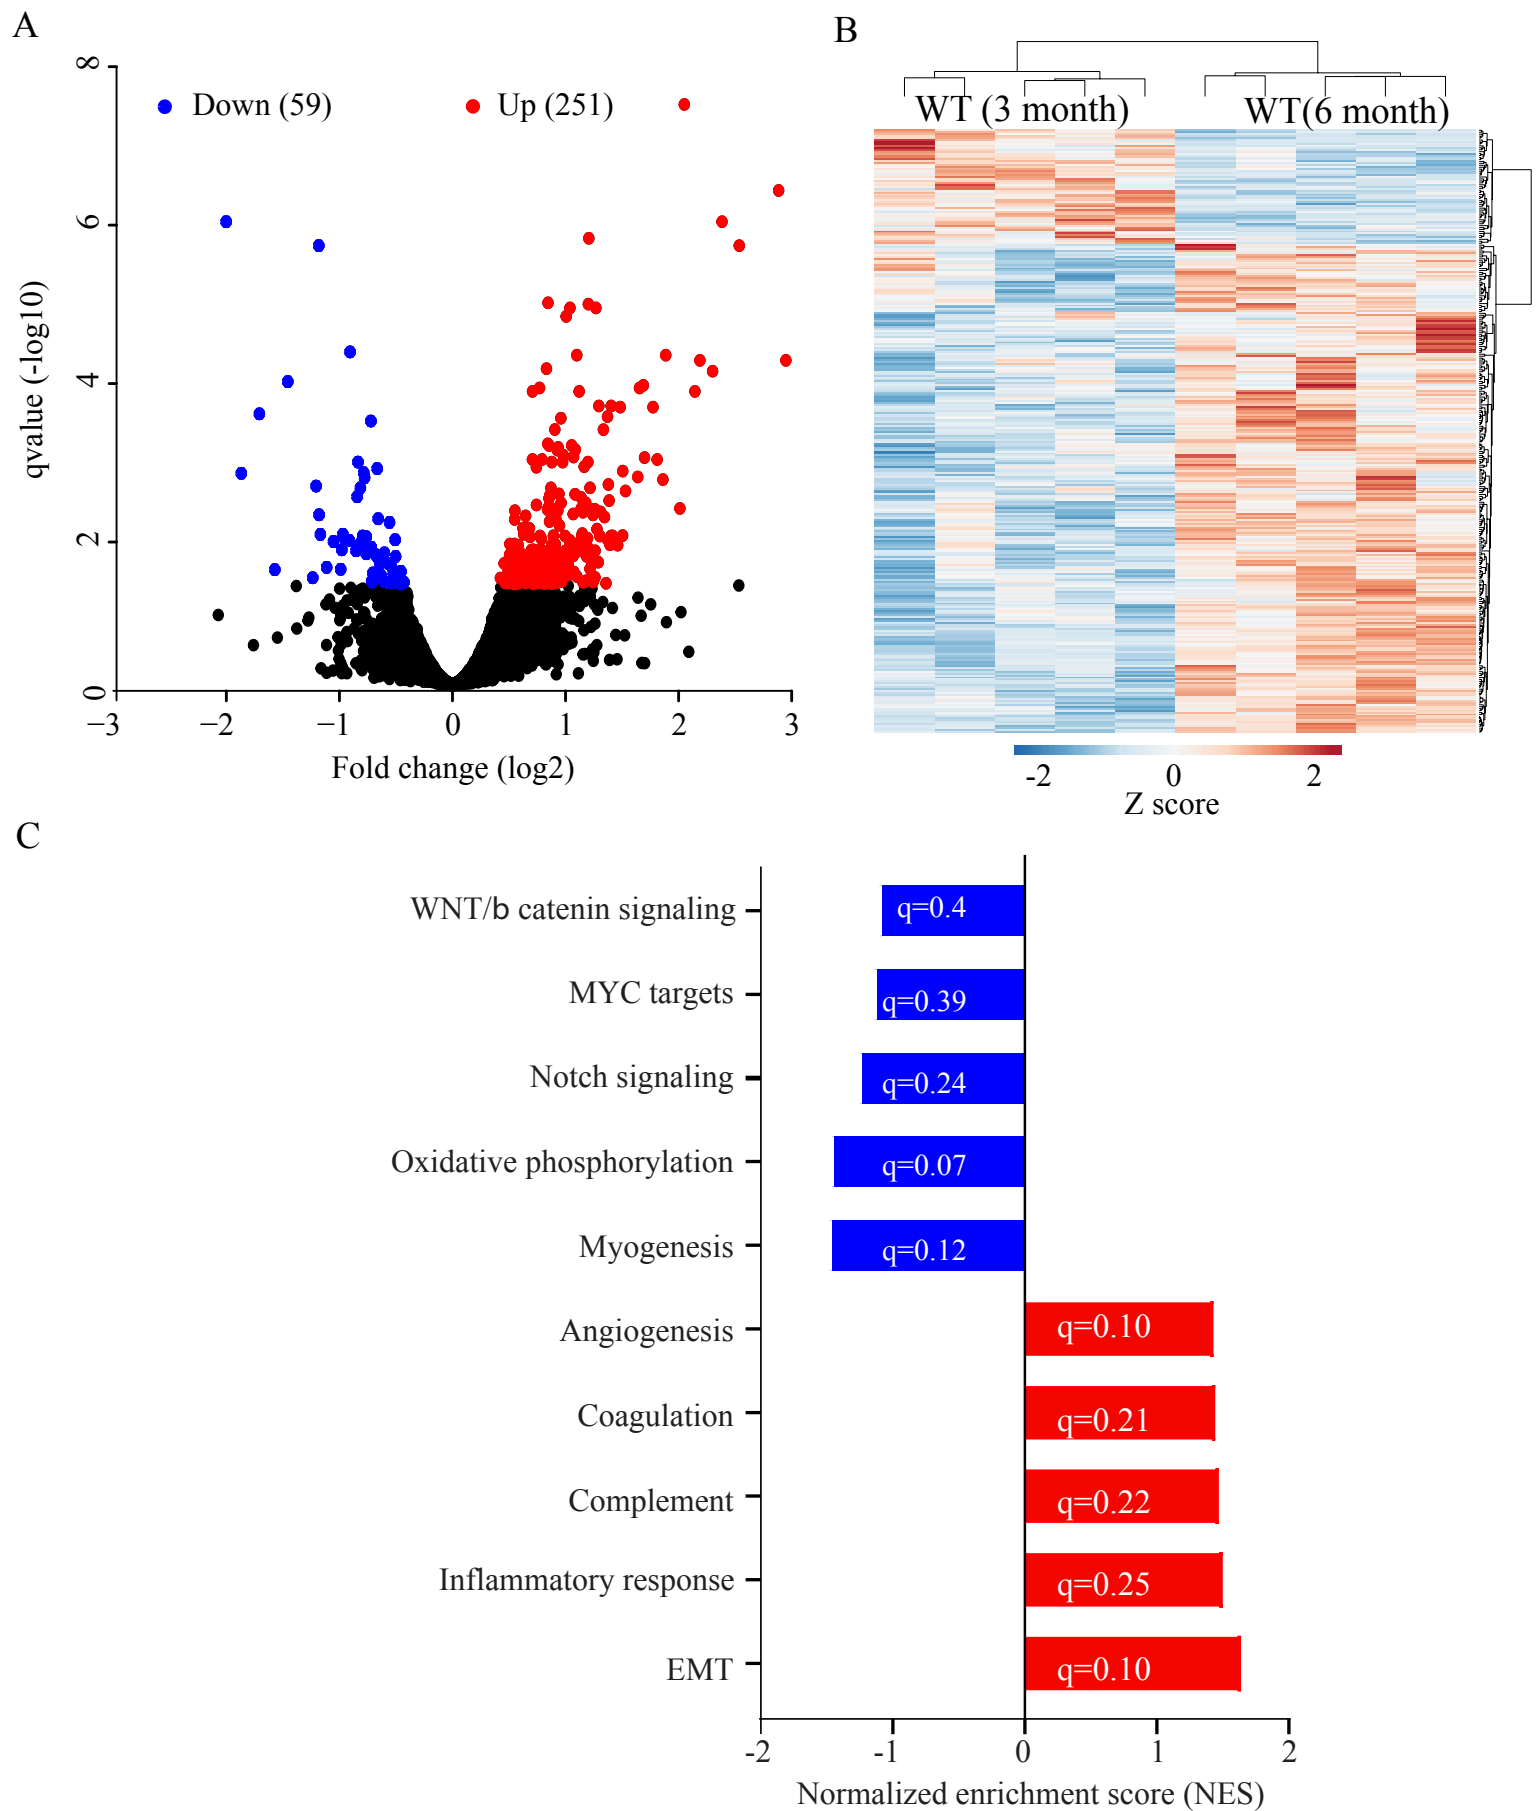 A
8
6
4
2
0
qvalue (-log10)
Down (59)
Up (251)
−3
−2
−1
0
1
2
3
Fold change (log2)
B
WT (3 month)
WT(6 month)
-2
0
2
Z score
C
WNT/b catenin signaling
q=0.4
MYC targets
q=0.39
Notch signaling
q=0.24
Oxidative phosphorylation
q=0.07
Myogenesis
q=0.12
Angiogenesis
q=0.10
Coagulation
q=0.21
Complement
q=0.22
Inflammatory response
q=0.25
EMT
q=0.10
-2
-1
0
1
2
Normalized enrichment score (NES)